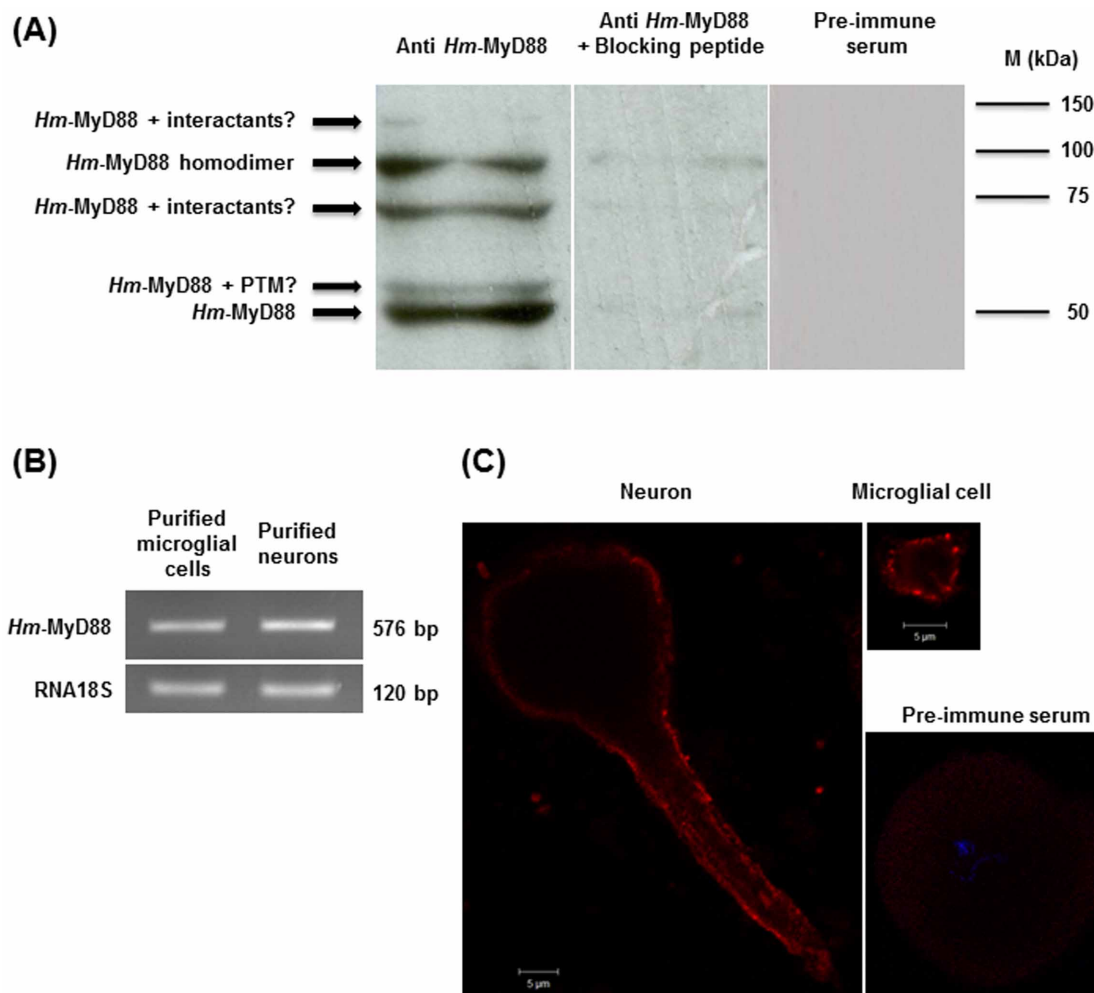 (A)
Anti Hm-MyD88
Anti Hm-MyD88
+ Blocking peptide
Pre-immune
serum
M (kDa)
Hm-MyD88 + interactants?
Hm-MyD88 homodimer
Hm-MyD88 + interactants?
Hm-MyD88 + PTM?
Hm-MyD88
150
100
75
50
(B)
Purified
microglial
cells
Purified
neurons
Hm-MyD88
576 bp
RNA18S
120 bp
(C)
Neuron
Microglial cell
5 µm
Pre-immune serum
5 µm